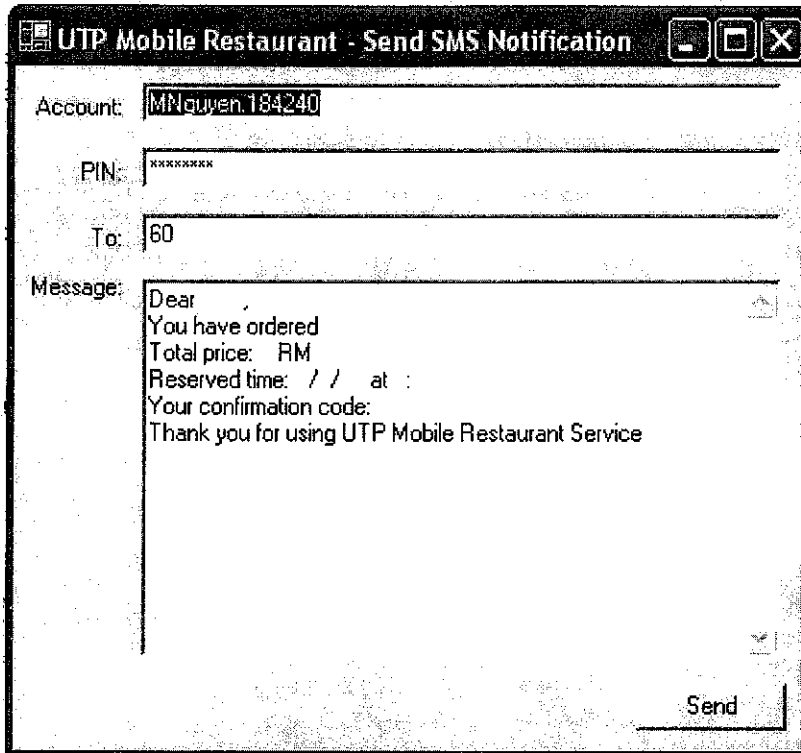 UTP Mobile Restaurant - Send SMS Notification
Account: MNguyen.184240
PIN: ********
To: 60
Message:
Dear ,
You have ordered
Total price: RM
Reserved time: / / at :
Your confirmation code:
Thank you for using UTP Mobile Restaurant Service
Send